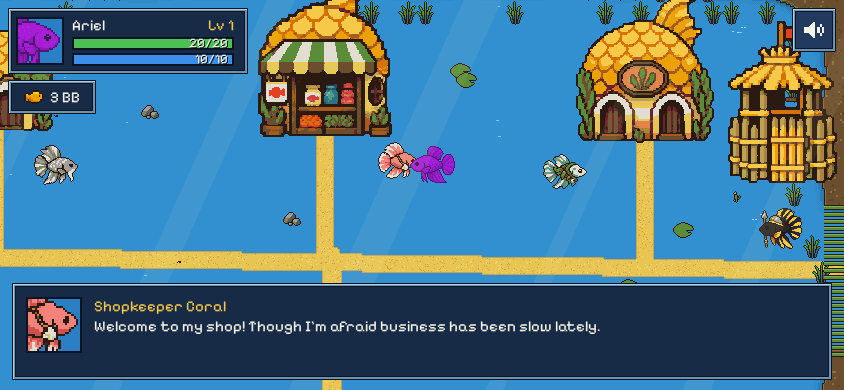 Ariel
Lv 1
20/20
10/10
3 BB
Shopkeeper Coral
Welcome to my shop! Though I'm afraid business has been slow lately.